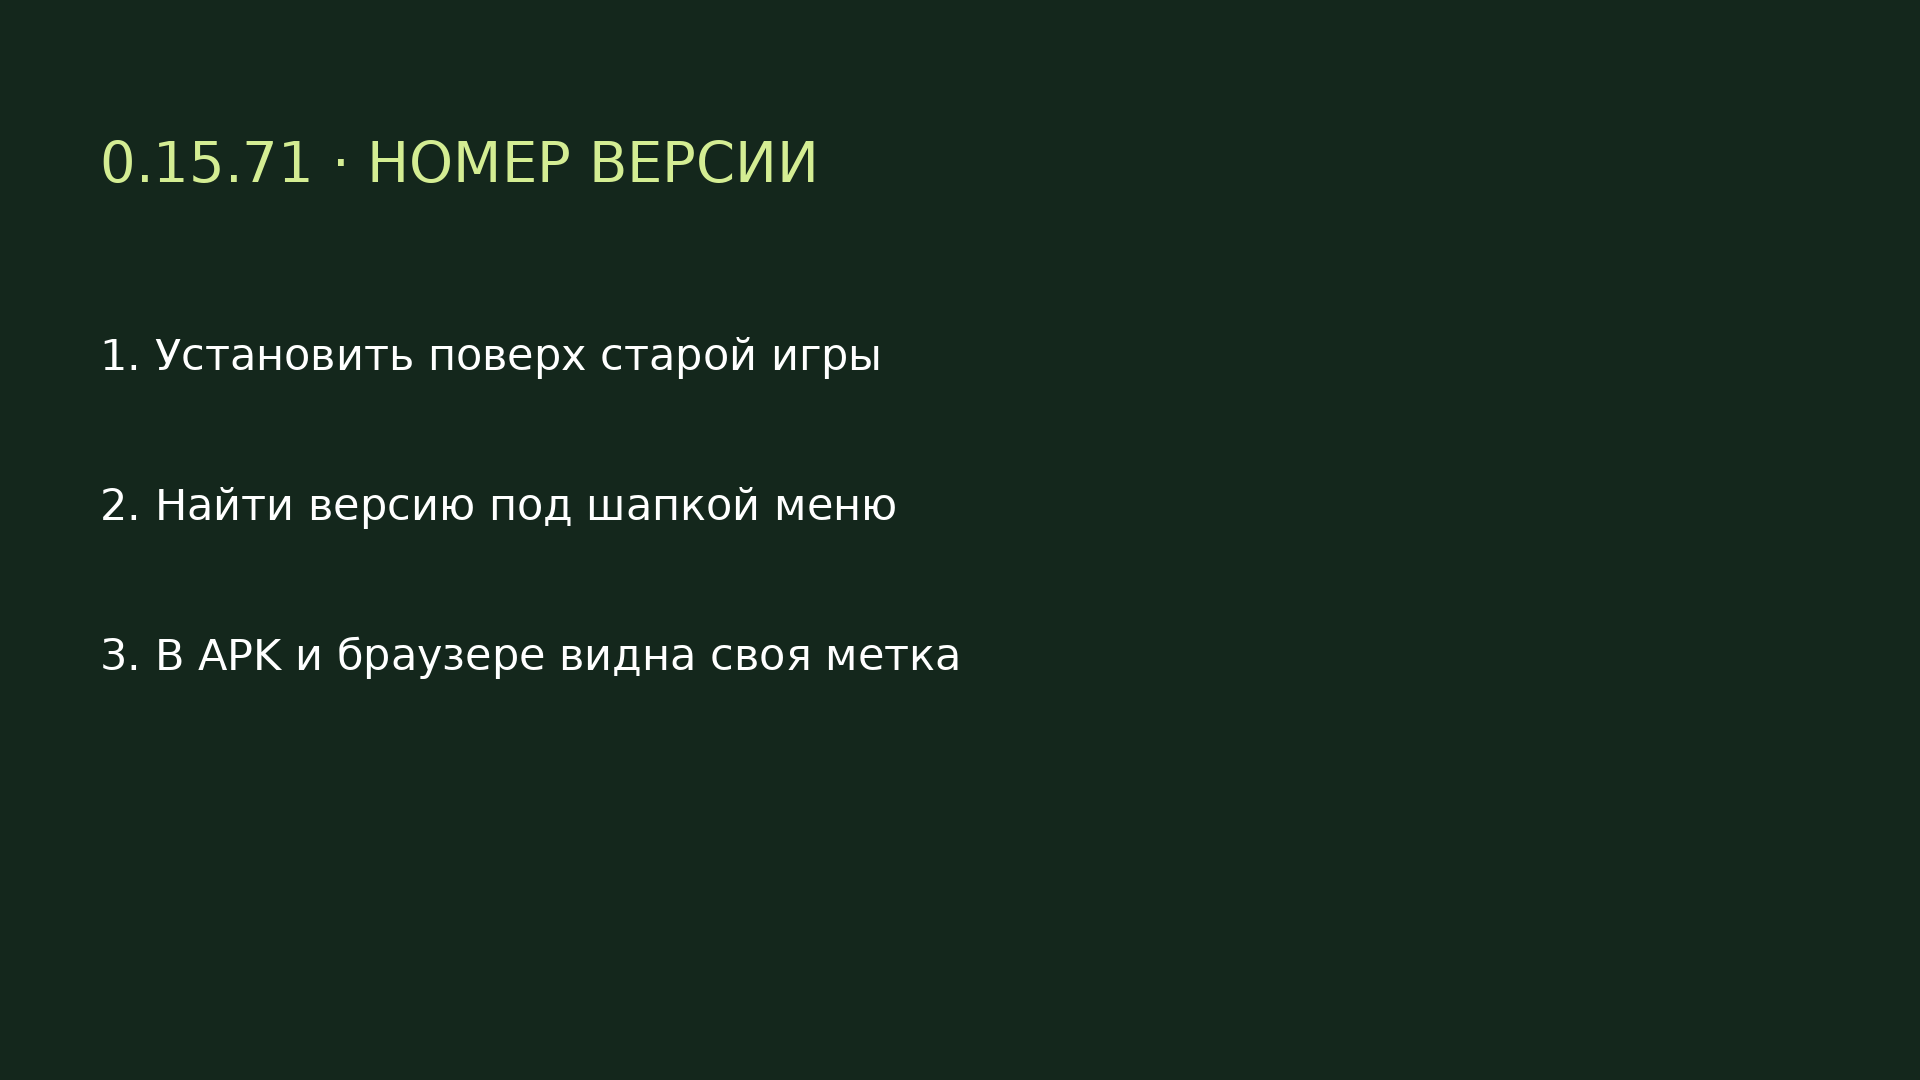 0.15.71 · НОМЕР ВЕРСИИ
1. Установить поверх старой игры
2. Найти версию под шапкой меню
3. В APK и браузере видна своя метка